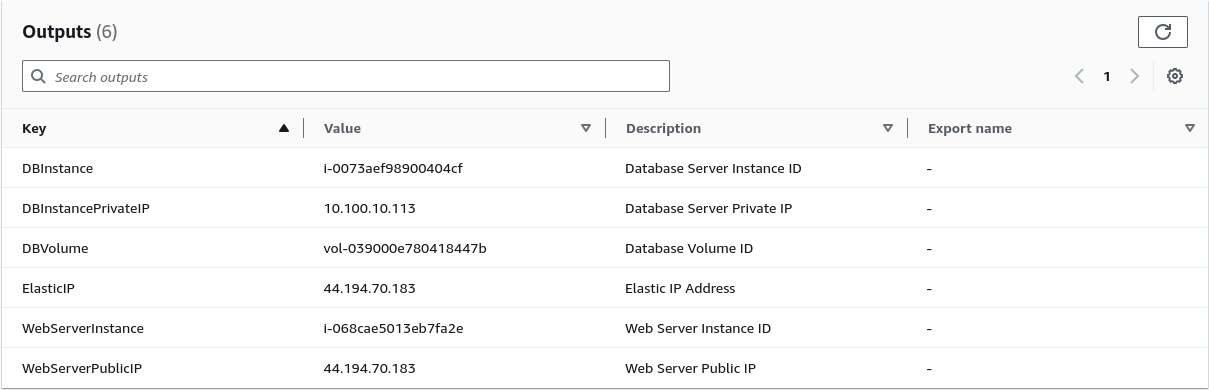 Outputs (6)
Search outputs
1
Key Value Description Export name
DBInstance i-0073aef98900404cf Database Server Instance ID -
DBInstancePrivateIP 10.100.10.113 Database Server Private IP -
DBVolume vol-039000e780418447b Database Volume ID -
ElasticIP 44.194.70.183 Elastic IP Address -
WebServerInstance i-068cae5013eb7fa2e Web Server Instance ID -
WebServerPublicIP 44.194.70.183 Web Server Public IP -